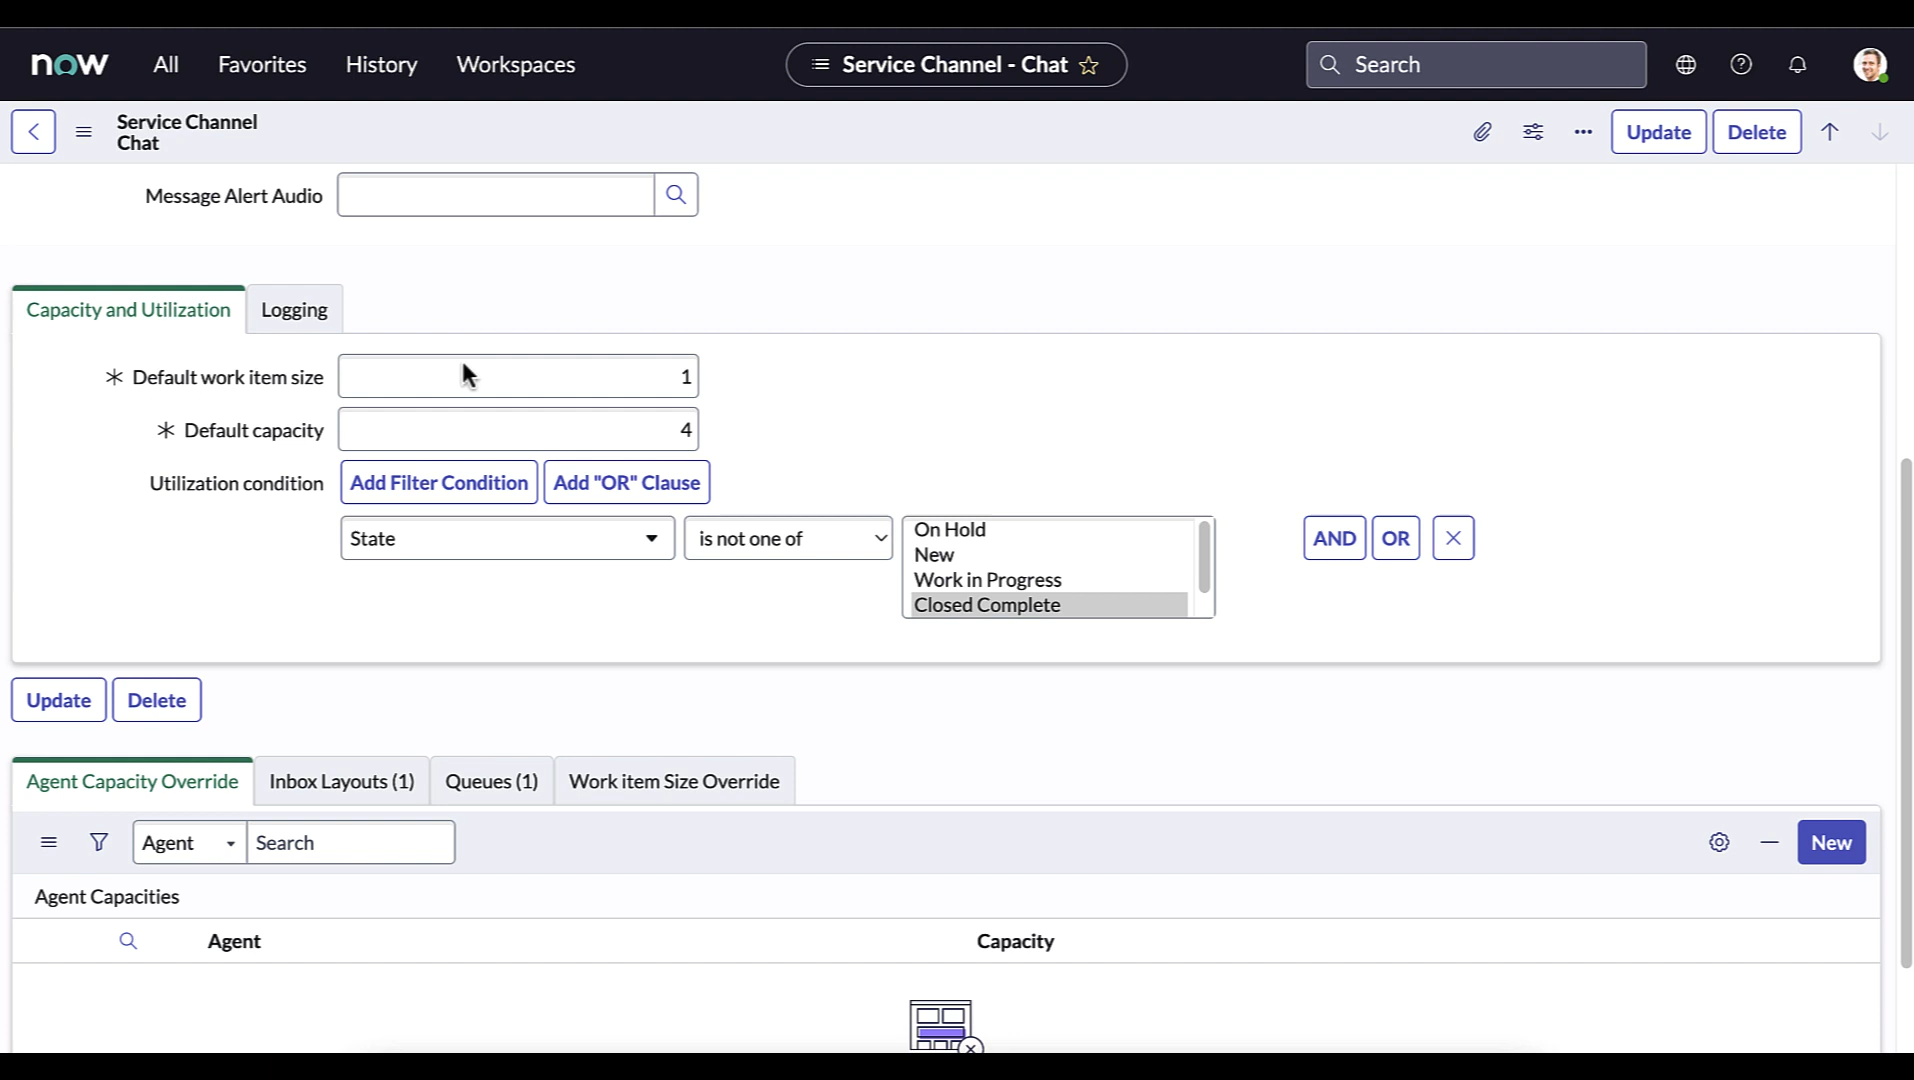 now All Favorites History Workspaces Service Channel - Chat Search
Service Channel
Chat
Update Delete
Message Alert Audio
Capacity and Utilization Logging
Default work item size 1
Default capacity 4
Utilization condition Add Filter Condition Add "OR" Clause
State is not one of On Hold
New
Work in Progress
Closed Complete
AND OR
Update Delete
Agent Capacity Override Inbox Layouts (1) Queues (1) Work item Size Override
Agent Search New
Agent Capacities
Agent Capacity